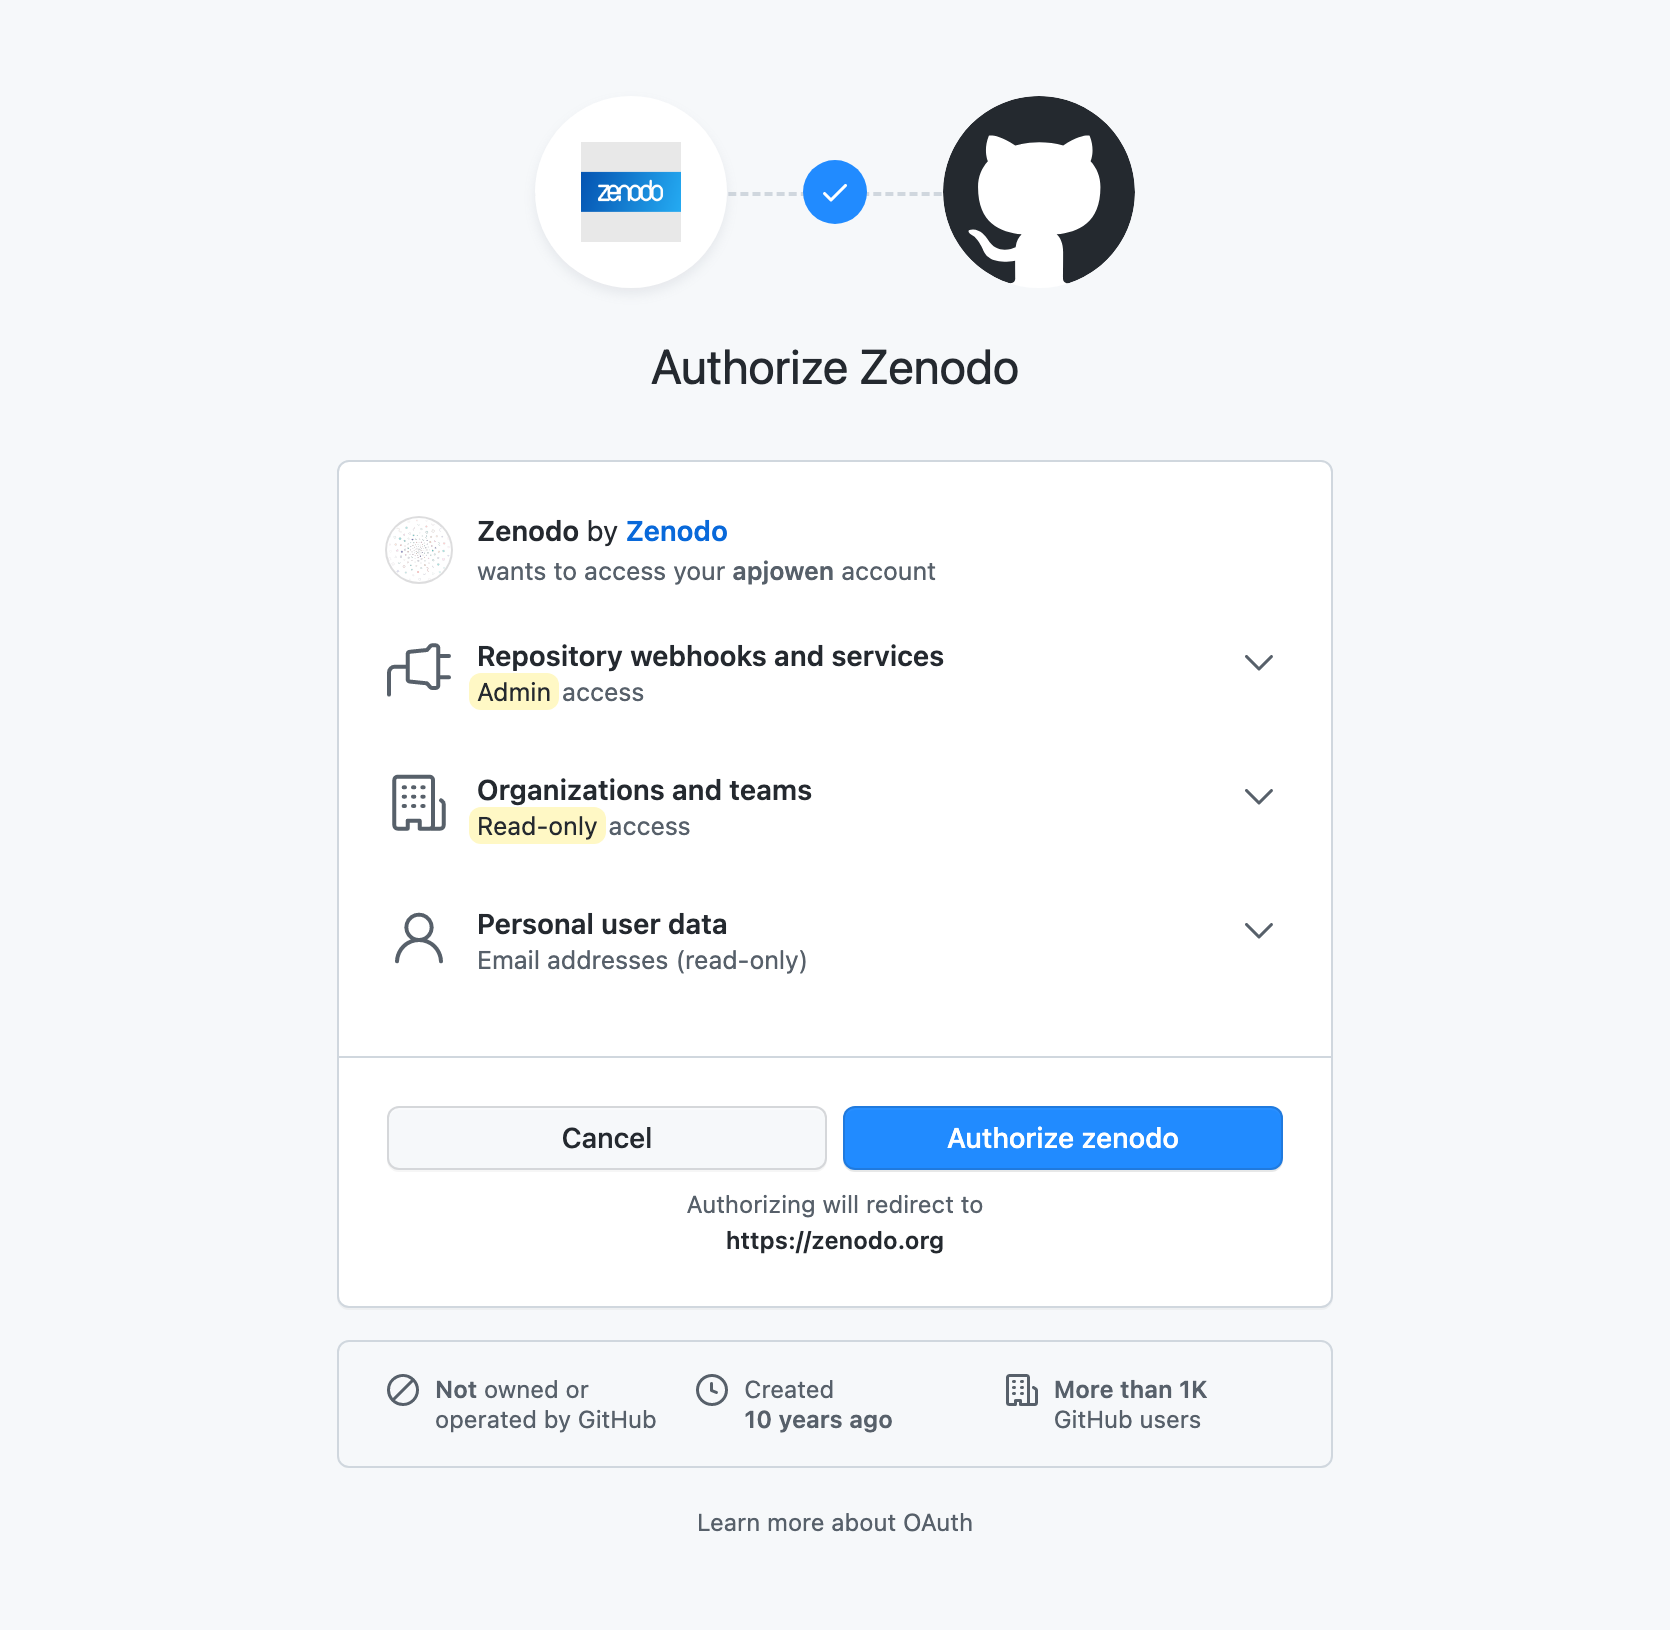 zenodo
Authorize Zenodo
Zenodo by Zenodo
wants to access your apjowen account
Repository webhooks and services
Admin access
Organizations and teams
Read-only access
Personal user data
Email addresses (read-only)
Cancel
Authorize zenodo
Authorizing will redirect to
https://zenodo.org
Not owned or
operated by GitHub
Created
10 years ago
More than 1K
GitHub users
Learn more about OAuth